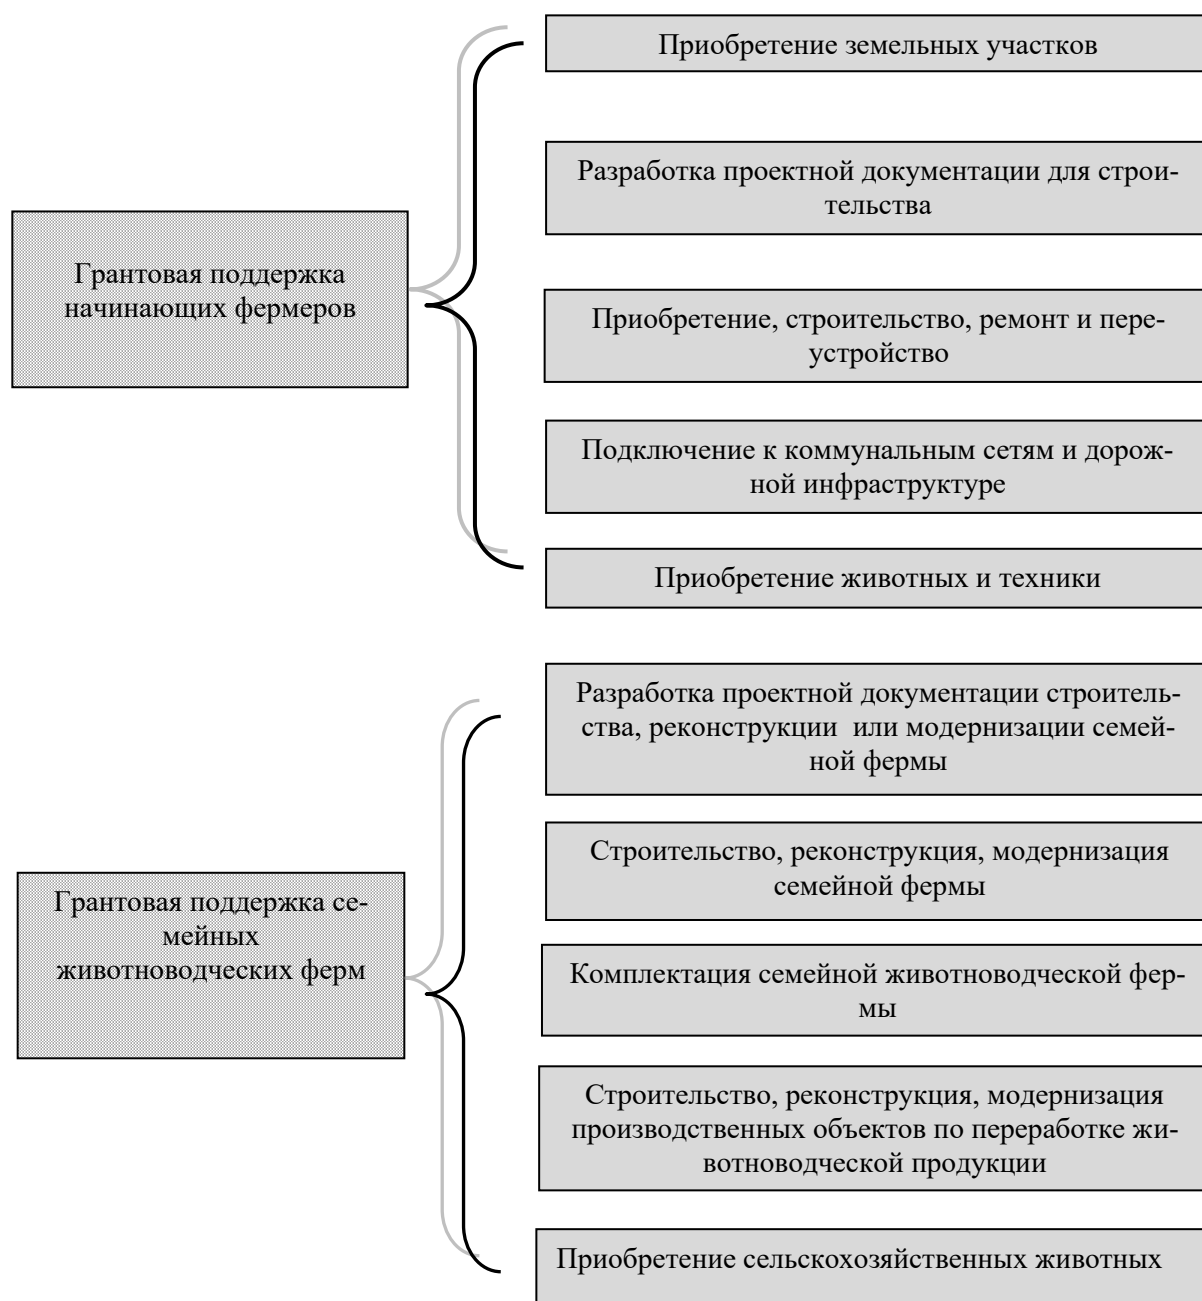 Приобретение земельных участков
Разработка проектной документации для строи-
тельства
Грантовая поддержка
начинающих фермеров
Приобретение, строительство, ремонт и пере-
устройство
Подключение к коммунальным сетям и дорож-
ной инфраструктуре
Приобретение животных и техники
Разработка проектной документации строитель-
ства, реконструкции или модернизации семей-
ной фермы
Строительство, реконструкция, модернизация
семейной фермы
Грантовая поддержка се-
мейных
животноводческих ферм
Комплектация семейной животноводческой фер-
мы
Строительство, реконструкция, модернизация
производственных объектов по переработке жи-
вотноводческой продукции
Приобретение сельскохозяйственных животных